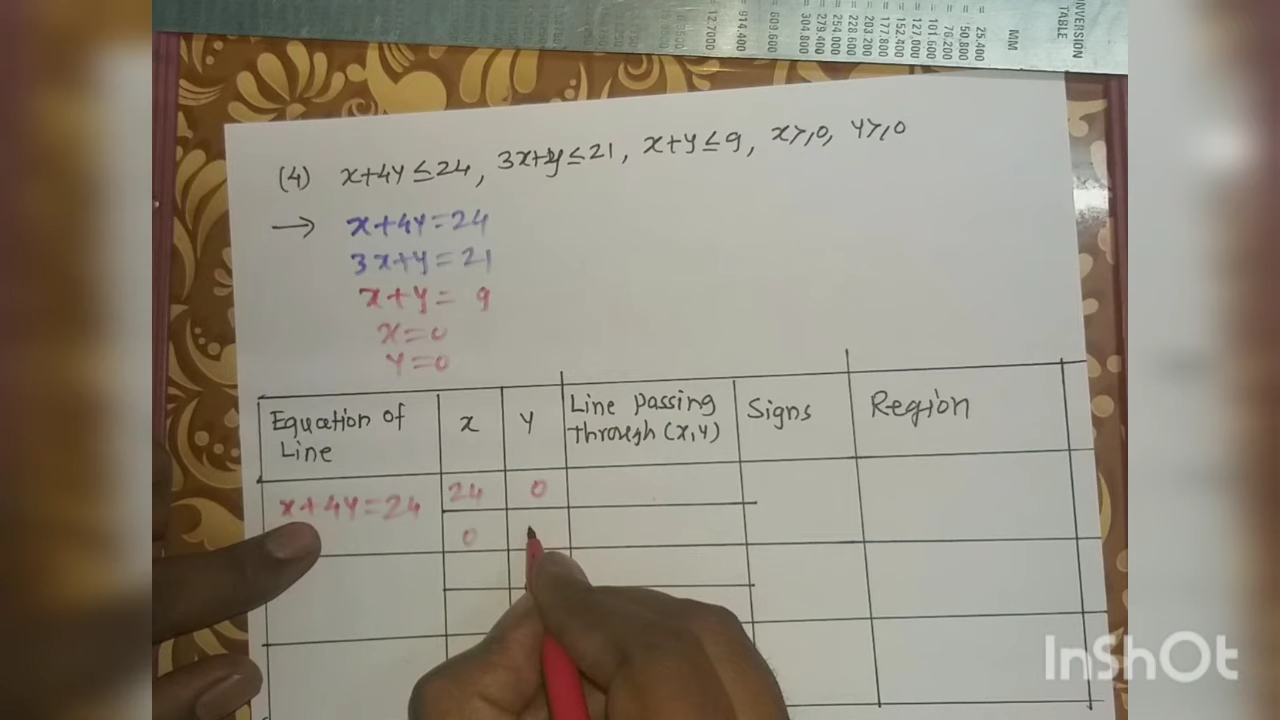 INVERSION
TABLE
MM
= 25.400
= 50.800
= 76.200
= 101.600
= 127.000
= 152.400
= 177.800
= 203.200
= 228.600
= 254.000
= 279.400
= 304.800
= 609.600
= 914.400
(4) x+4y≤24, 3x+y≤21, x+y≤9, x≥0, y≥0
→ x+4y=24
3x+y=21
x+y= 9
x=0
y=0
Equation of Line x y Line passing through (x,y) Signs Region
x+4y=24 24 0
0
InShOt